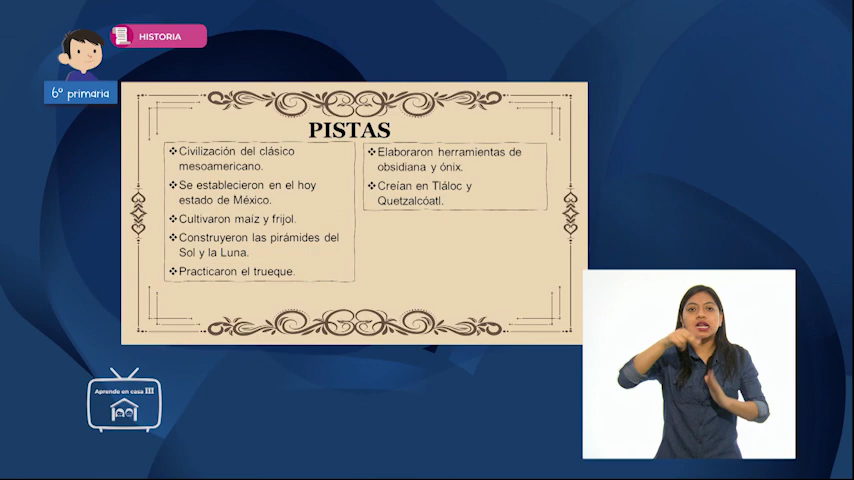 HISTORIA
6º primaria
PISTAS
❖Civilización del clásico
mesoamericano.
❖Se establecieron en el hoy
estado de México.
❖Cultivaron maíz y frijol.
❖Construyeron las pirámides del
Sol y la Luna.
❖Practicaron el trueque.
❖Elaboraron herramientas de
obsidiana y ónix.
❖Creían en Tláloc y
Quetzalcóatl.
Aprende en casa III